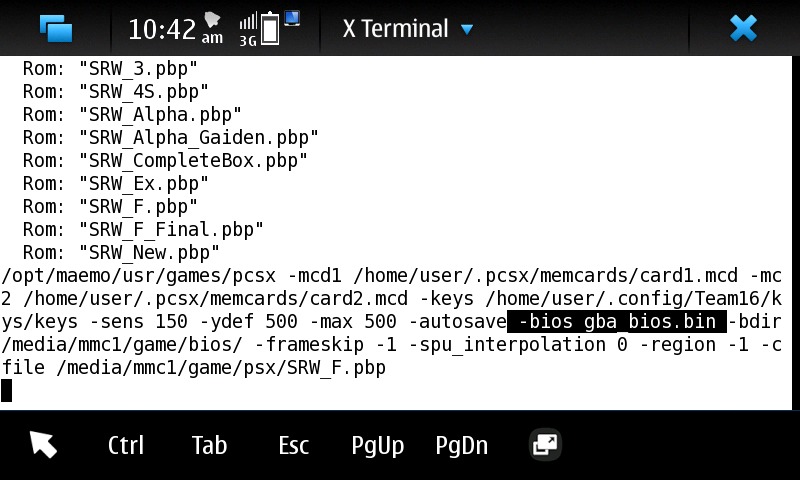 10:42 am 3G X Terminal
Rom: "SRW_3.pbp"
Rom: "SRW_4S.pbp"
Rom: "SRW_Alpha.pbp"
Rom: "SRW_Alpha_Gaiden.pbp"
Rom: "SRW_CompleteBox.pbp"
Rom: "SRW_Ex.pbp"
Rom: "SRW_F.pbp"
Rom: "SRW_F_Final.pbp"
Rom: "SRW_New.pbp"
/opt/maemo/usr/games/pcsx -mcd1 /home/user/.pcsx/memcards/card1.mcd -mc
2 /home/user/.pcsx/memcards/card2.mcd -keys /home/user/.config/Team16/k
ys/keys -sens 150 -ydef 500 -max 500 -autosave -bios gba_bios.bin -bdir
/media/mmc1/game/bios/ -frameskip -1 -spu_interpolation 0 -region -1 -c
file /media/mmc1/game/psx/SRW_F.pbp
Ctrl Tab Esc PgUp PgDn